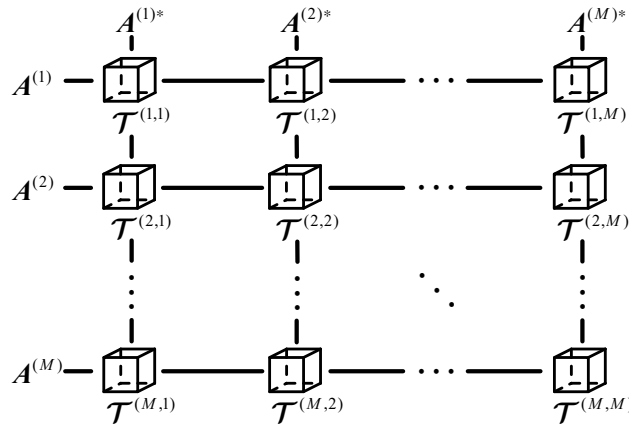 A^{(1)*} A^{(2)*} A^{(M)*}
A^{(1)} ···
𝒯^{(1,1)} 𝒯^{(1,2)} 𝒯^{(1,M)}
A^{(2)} ···
𝒯^{(2,1)} 𝒯^{(2,2)} 𝒯^{(2,M)}
A^{(M)} ···
𝒯^{(M,1)} 𝒯^{(M,2)} 𝒯^{(M,M)}